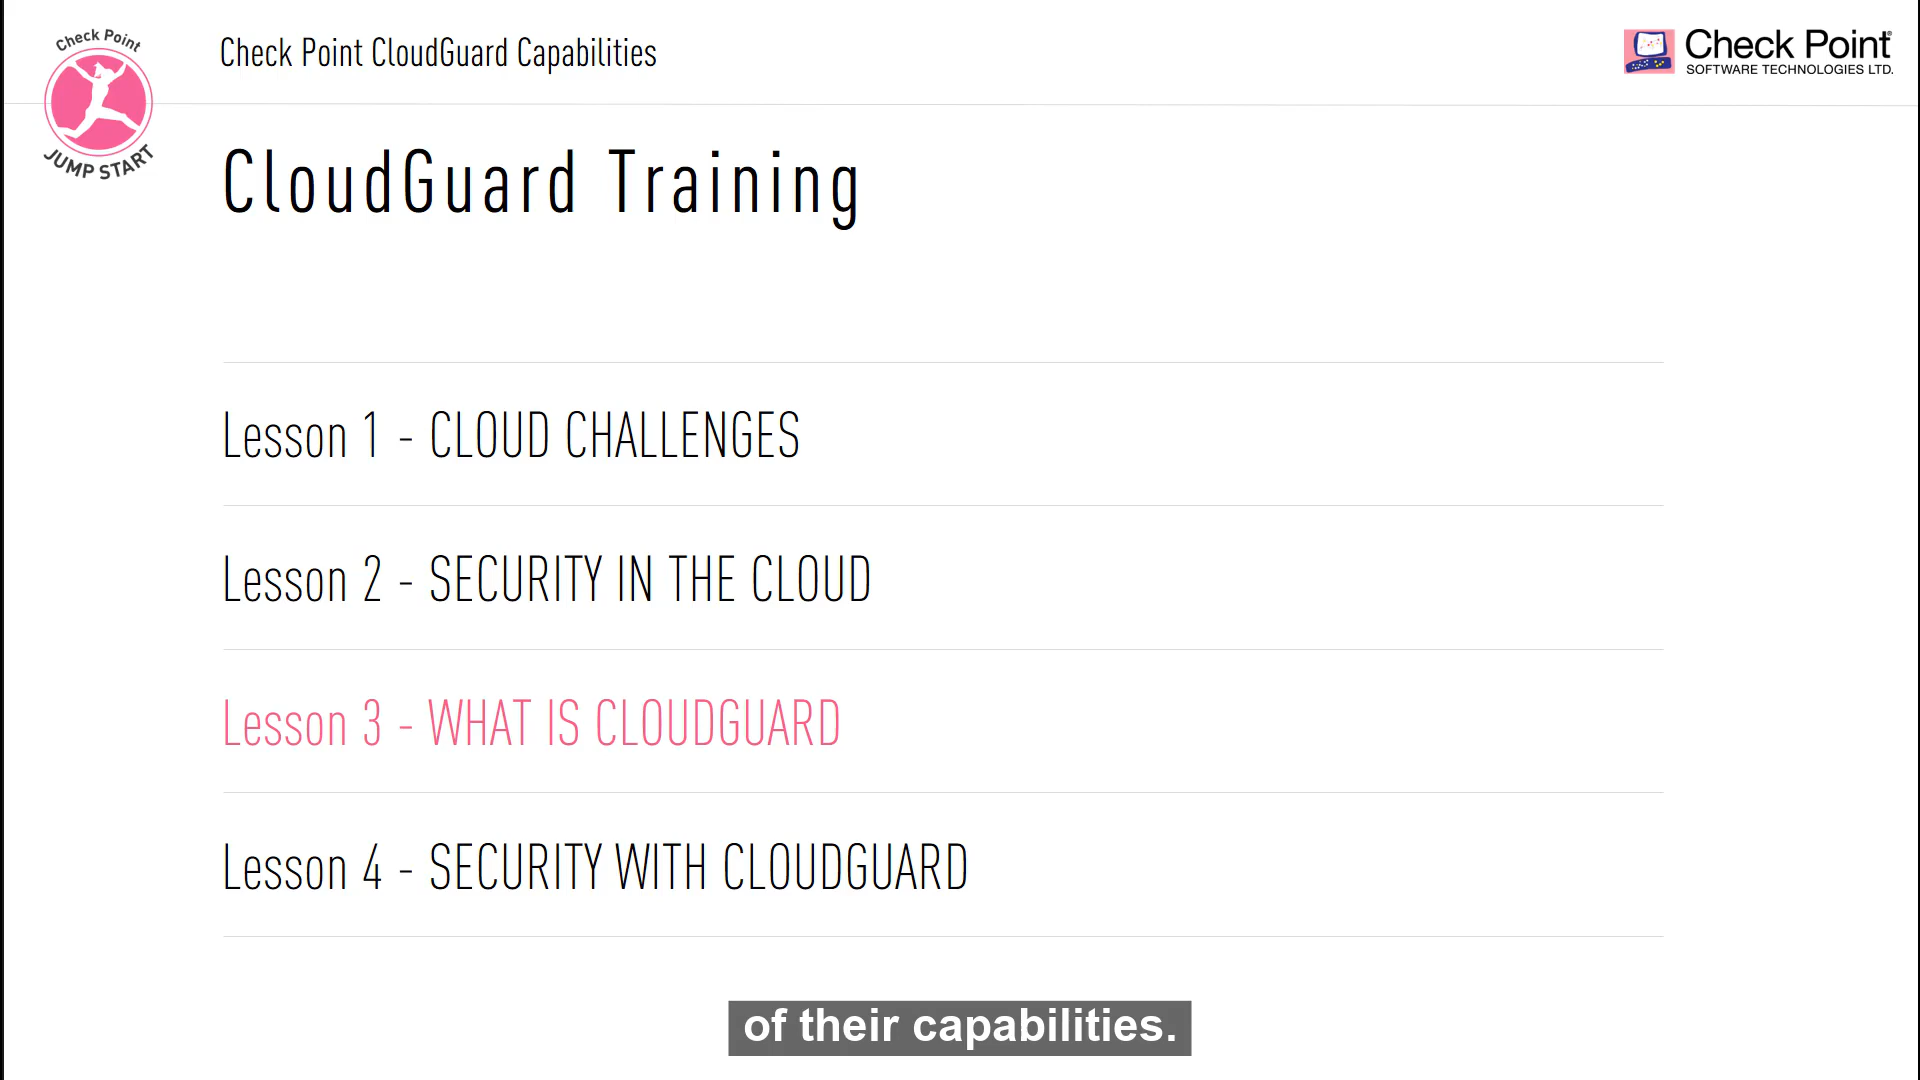 Check Point
JUMP START
Check Point CloudGuard Capabilities
Check Point®
SOFTWARE TECHNOLOGIES LTD.
CloudGuard Training
Lesson 1 - CLOUD CHALLENGES
Lesson 2 - SECURITY IN THE CLOUD
Lesson 3 - WHAT IS CLOUDGUARD
Lesson 4 - SECURITY WITH CLOUDGUARD
of their capabilities.